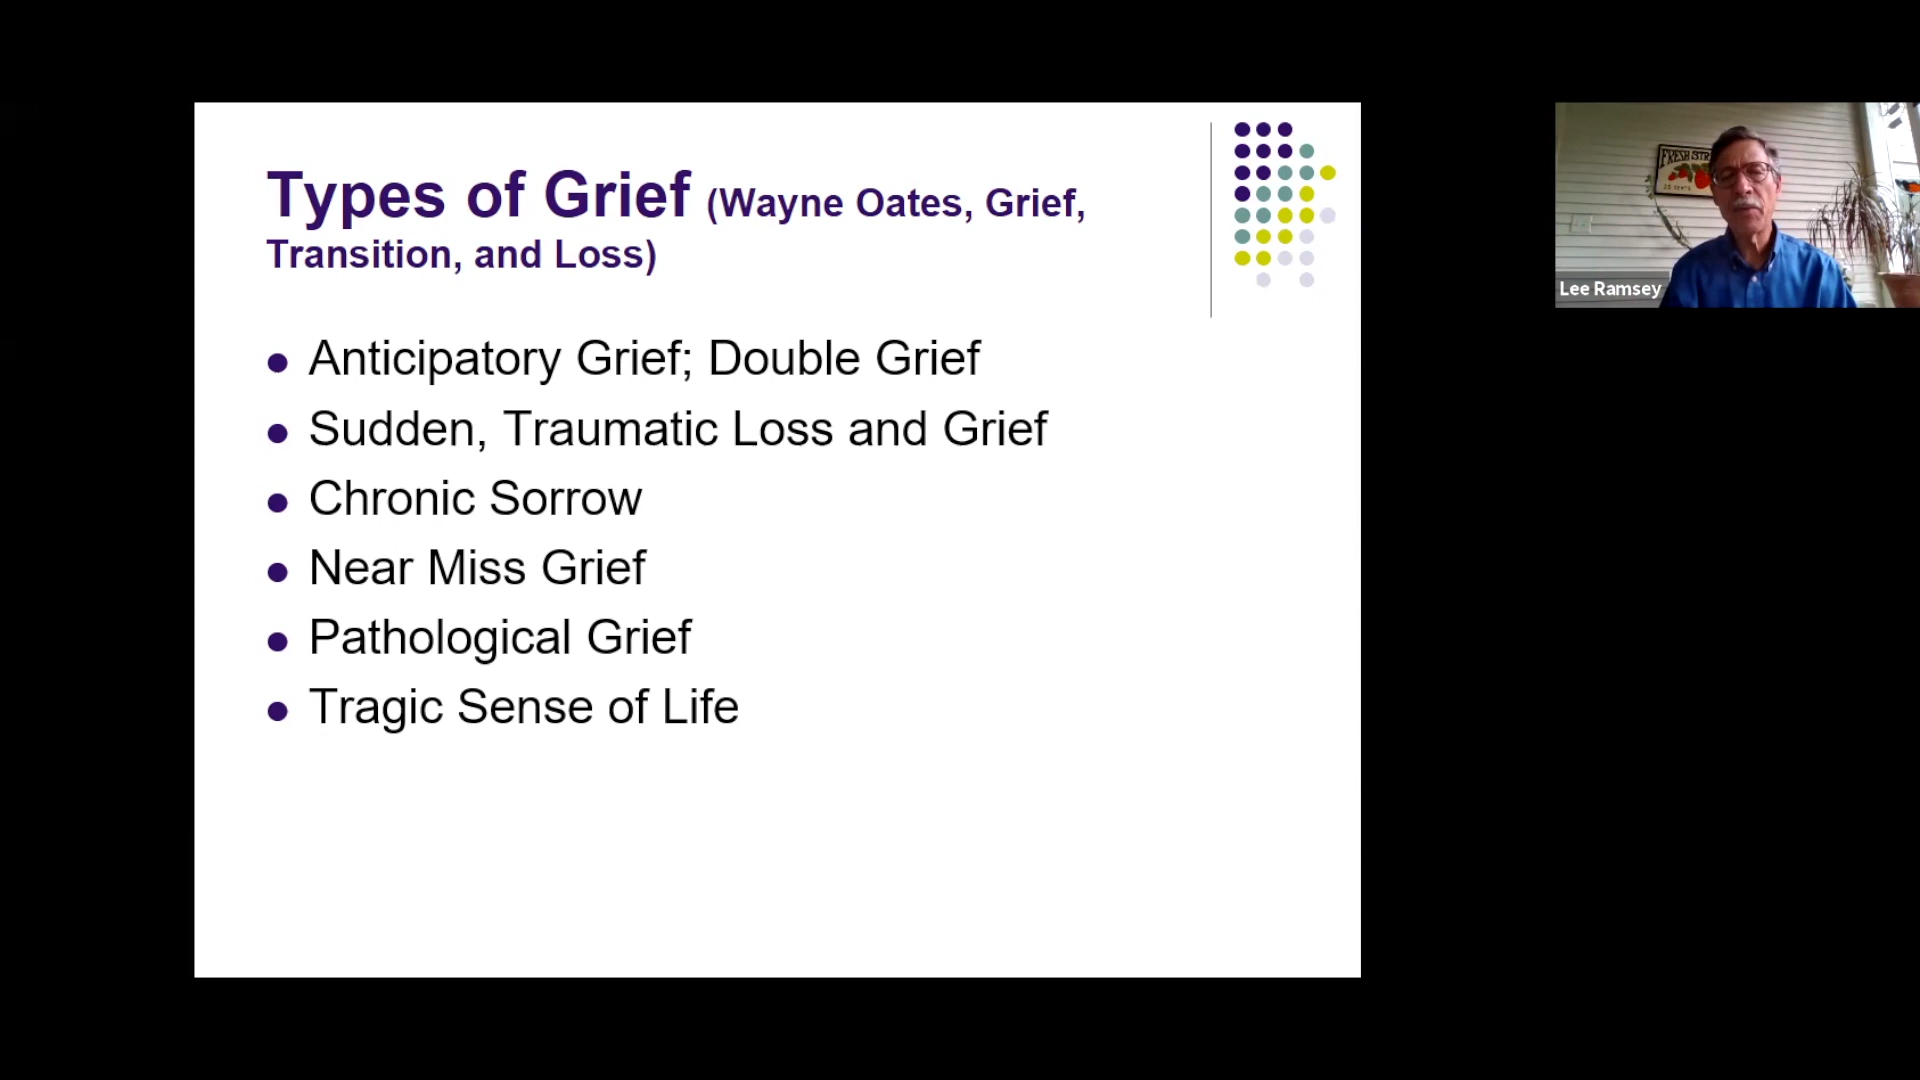 Types of Grief (Wayne Oates, Grief,
Transition, and Loss)
Anticipatory Grief; Double Grief
Sudden, Traumatic Loss and Grief
Chronic Sorrow
Near Miss Grief
Pathological Grief
Tragic Sense of Life
FRESH
Lee Ramsey